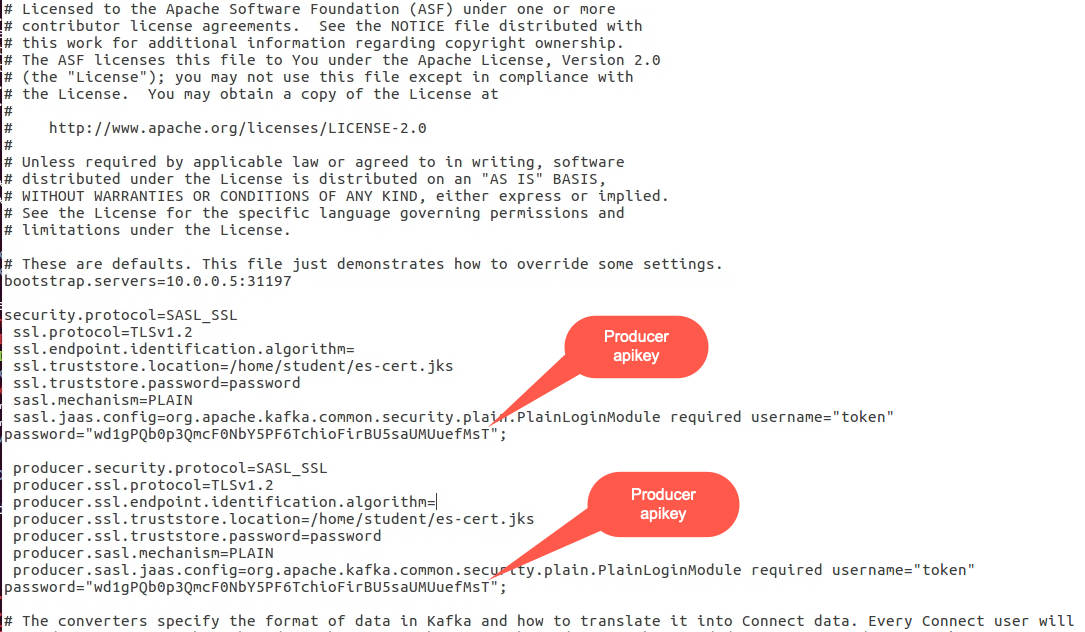 # Licensed to the Apache Software Foundation (ASF) under one or more
# contributor license agreements.  See the NOTICE file distributed with
# this work for additional information regarding copyright ownership.
# The ASF licenses this file to You under the Apache License, Version 2.0
# (the "License"); you may not use this file except in compliance with
# the License.  You may obtain a copy of the License at
#
#    http://www.apache.org/licenses/LICENSE-2.0
#
# Unless required by applicable law or agreed to in writing, software
# distributed under the License is distributed on an "AS IS" BASIS,
# WITHOUT WARRANTIES OR CONDITIONS OF ANY KIND, either express or implied.
# See the License for the specific language governing permissions and
# limitations under the License.
# These are defaults. This file just demonstrates how to override some settings.
bootstrap.servers=10.0.0.5:31197
security.protocol=SASL_SSL
ssl.protocol=TLSv1.2
ssl.endpoint.identification.algorithm=
ssl.truststore.location=/home/student/es-cert.jks
ssl.truststore.password=password
sasl.mechanism=PLAIN
sasl.jaas.config=org.apache.kafka.common.security.plain.PlainLoginModule required username="token"
password="wd1gPQb0p3QmcF0NbY5PF6TchioFirBU5saUMUuefMsT";
Producer
apikey
producer.security.protocol=SASL_SSL
producer.ssl.protocol=TLSv1.2
producer.ssl.endpoint.identification.algorithm=
producer.ssl.truststore.location=/home/student/es-cert.jks
producer.ssl.truststore.password=password
producer.sasl.mechanism=PLAIN
producer.sasl.jaas.config=org.apache.kafka.common.security.plain.PlainLoginModule required username="token"
password="wd1gPQb0p3QmcF0NbY5PF6TchioFirBU5saUMUuefMsT";
Producer
apikey
# The converters specify the format of data in Kafka and how to translate it into Connect data. Every Connect user will